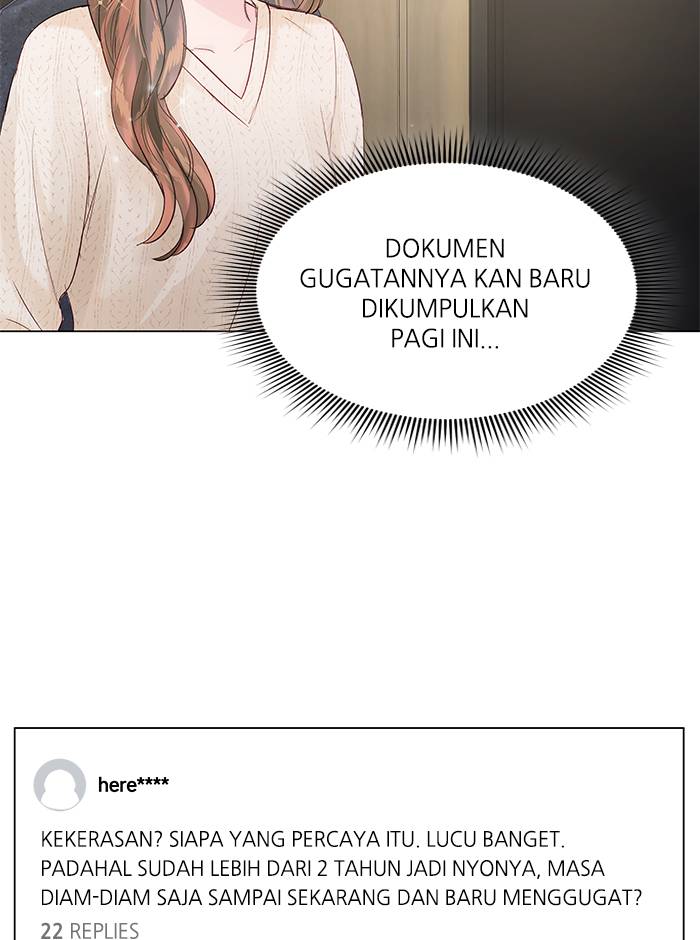 DOKUMEN
GUGATANNYA KAN BARU
DIKUMPULKAN
PAGI INI...
here****
KEKERASAN? SIAPA YANG PERCAYA ITU. LUCU BANGET.
PADAHAL SUDAH LEBIH DARI 2 TAHUN JADI NYONYA, MASA
DIAM-DIAM SAJA SAMPAI SEKARANG DAN BARU MENGGUGAT?
22 REPLIES